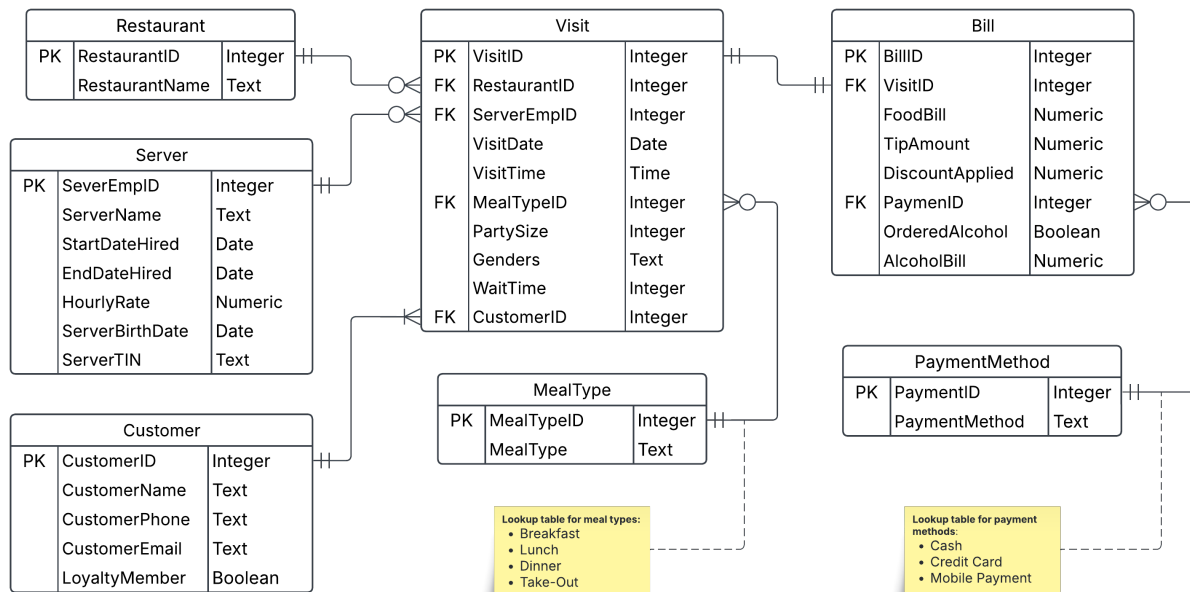 Restaurant
PK RestaurantID Integer
RestaurantName Text
Server
PK SeverEmpID Integer
ServerName Text
StartDateHired Date
EndDateHired Date
HourlyRate Numeric
ServerBirthDate Date
ServerTIN Text
Customer
PK CustomerID Integer
CustomerName Text
CustomerPhone Text
CustomerEmail Text
LoyaltyMember Boolean
Visit
PK VisitID Integer
FK RestaurantID Integer
FK ServerEmpID Integer
VisitDate Date
VisitTime Time
FK MealTypeID Integer
PartySize Integer
Genders Text
WaitTime Integer
FK CustomerID Integer
MealType
PK MealTypeID Integer
MealType Text
Lookup table for meal types:
• Breakfast
• Lunch
• Dinner
• Take-Out
Bill
PK BillID Integer
FK VisitID Integer
FoodBill Numeric
TipAmount Numeric
DiscountApplied Numeric
FK PaymenID Integer
OrderedAlcohol Boolean
AlcoholBill Numeric
PaymentMethod
PK PaymentID Integer
PaymentMethod Text
Lookup table for payment
methods:
• Cash
• Credit Card
• Mobile Payment